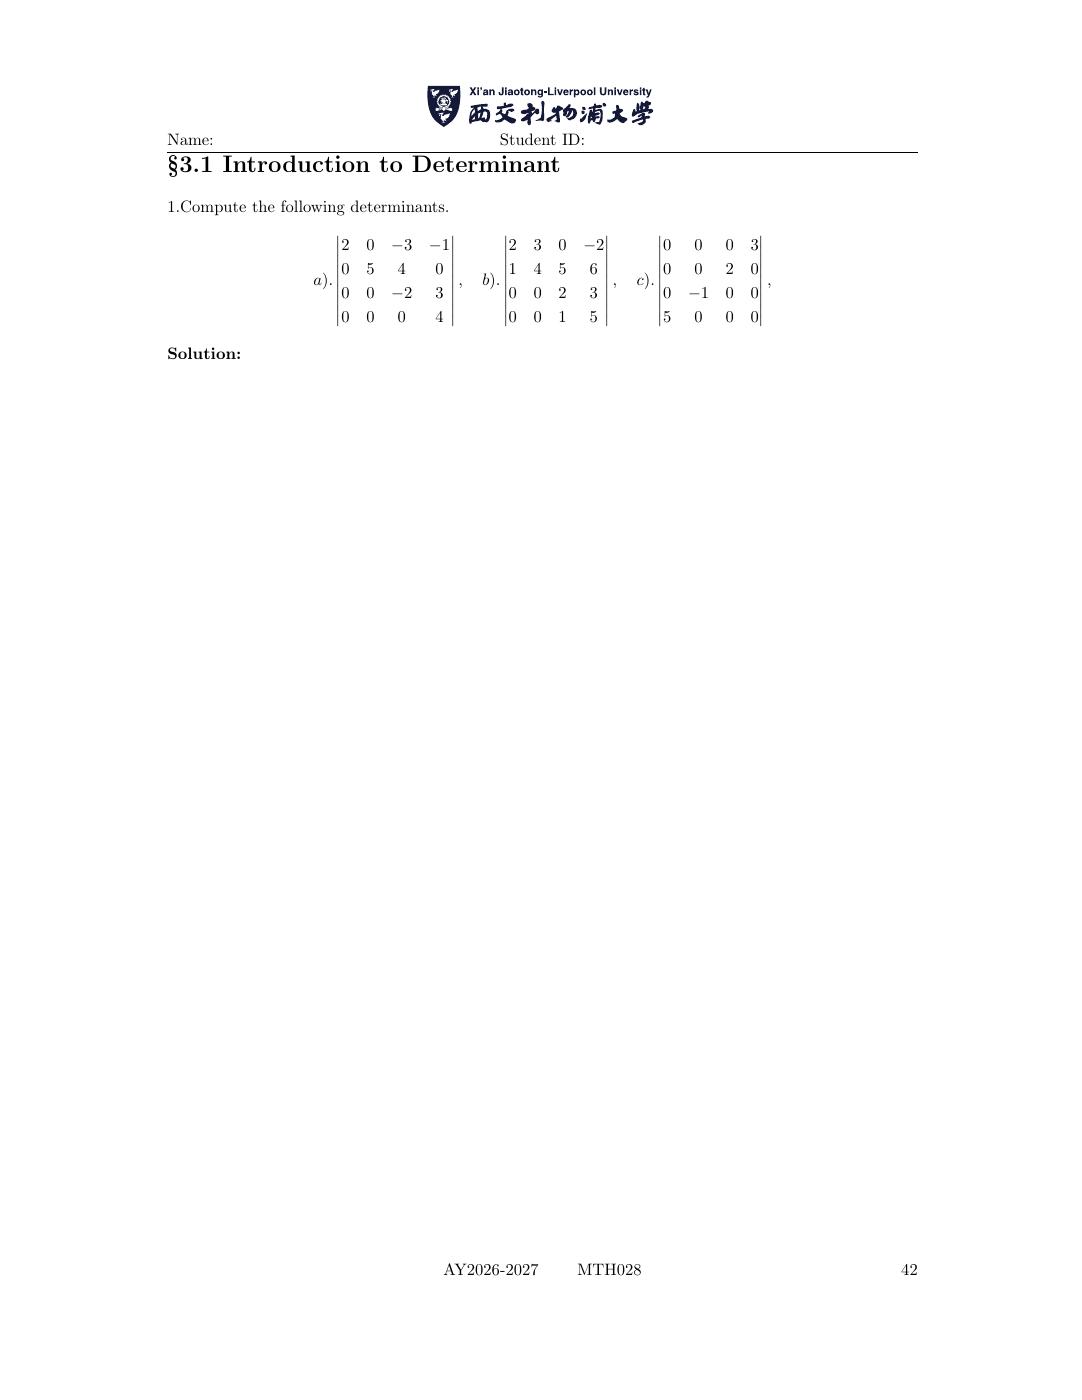 Xi'an Jiaotong-Liverpool University
西交利物浦大學
Name: Student ID:
§3.1 Introduction to Determinant
1.Compute the following determinants.
a). |2 0 −3 −1| , b). |2 3 0 −2| , c). |0 0 0 3| ,
|0 5 4 0| |1 4 5 6| |0 0 2 0|
|0 0 −2 3| |0 0 2 3| |0 −1 0 0|
|0 0 0 4| |0 0 1 5| |5 0 0 0|
Solution:
AY2026-2027 MTH028 42